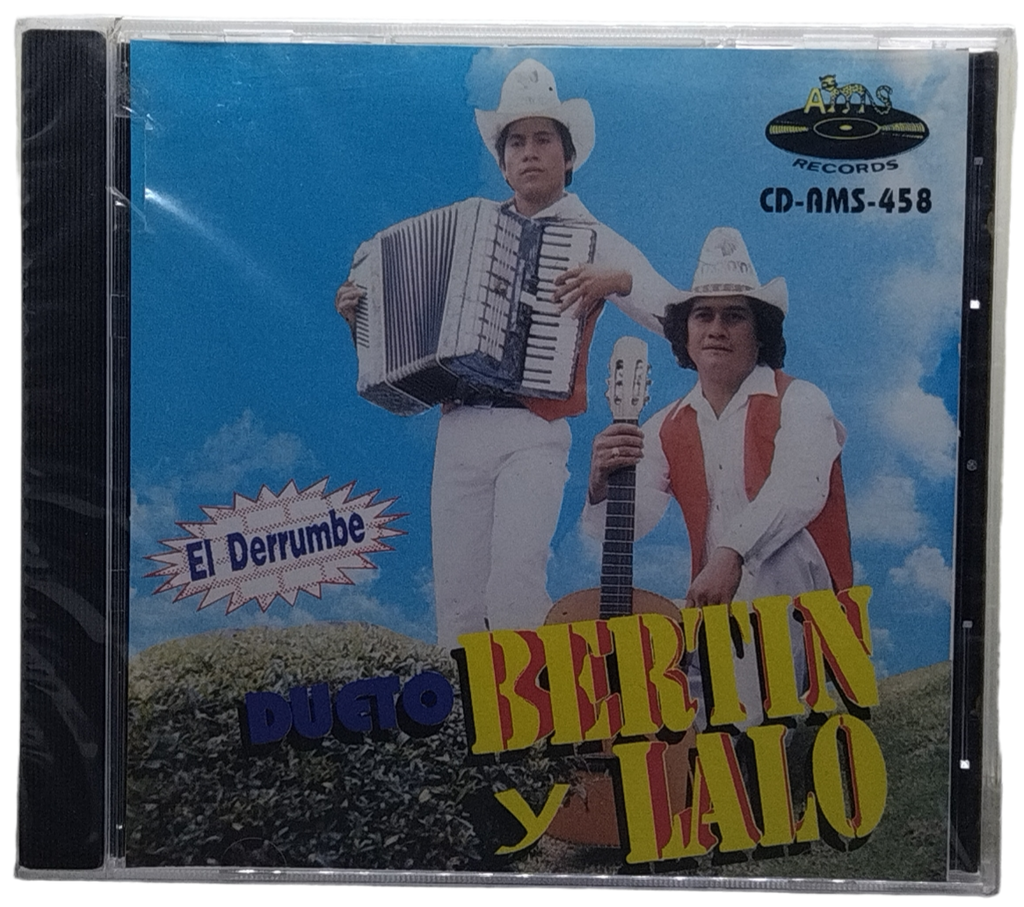 AMS
RECORDS
CD-AMS-458
El Derrumbe
DUETO BERTIN
Y LALO